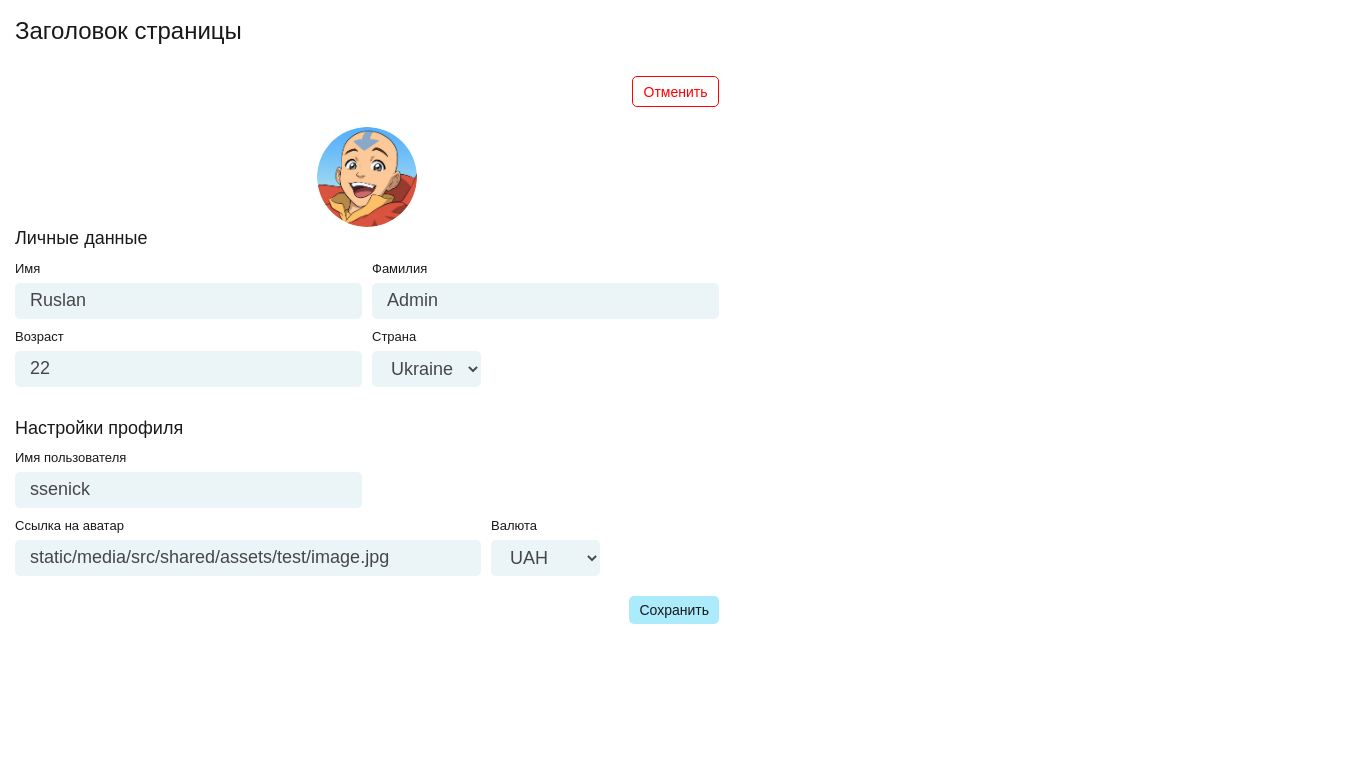 Заголовок страницы
Отменить
Личные данные
Имя
Фамилия
Ruslan
Admin
Возраст
Страна
22
Ukraine
Настройки профиля
Имя пользователя
ssenick
Ссылка на аватар
Валюта
static/media/src/shared/assets/test/image.jpg
UAH
Сохранить